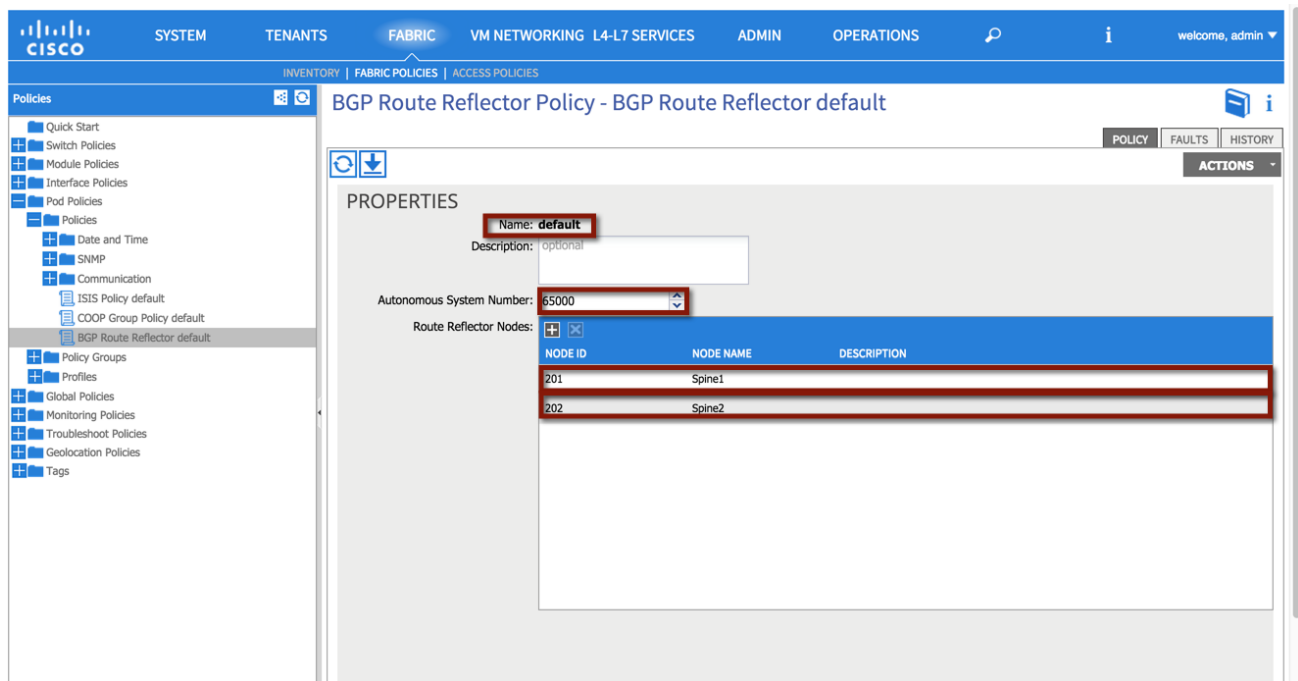 CISCO
SYSTEM TENANTS FABRIC VM NETWORKING L4-L7 SERVICES ADMIN OPERATIONS i welcome, admin
INVENTORY | FABRIC POLICIES | ACCESS POLICIES
Policies
Quick Start
Switch Policies
Module Policies
Interface Policies
Pod Policies
Policies
Date and Time
SNMP
Communication
ISIS Policy default
COOP Group Policy default
BGP Route Reflector default
Policy Groups
Profiles
Global Policies
Monitoring Policies
Troubleshoot Policies
Geolocation Policies
Tags
BGP Route Reflector Policy - BGP Route Reflector default i
POLICY FAULTS HISTORY
ACTIONS
PROPERTIES
Name: default
Description: optional
Autonomous System Number: 65000
Route Reflector Nodes:
NODE ID NODE NAME DESCRIPTION
201 Spine1
202 Spine2